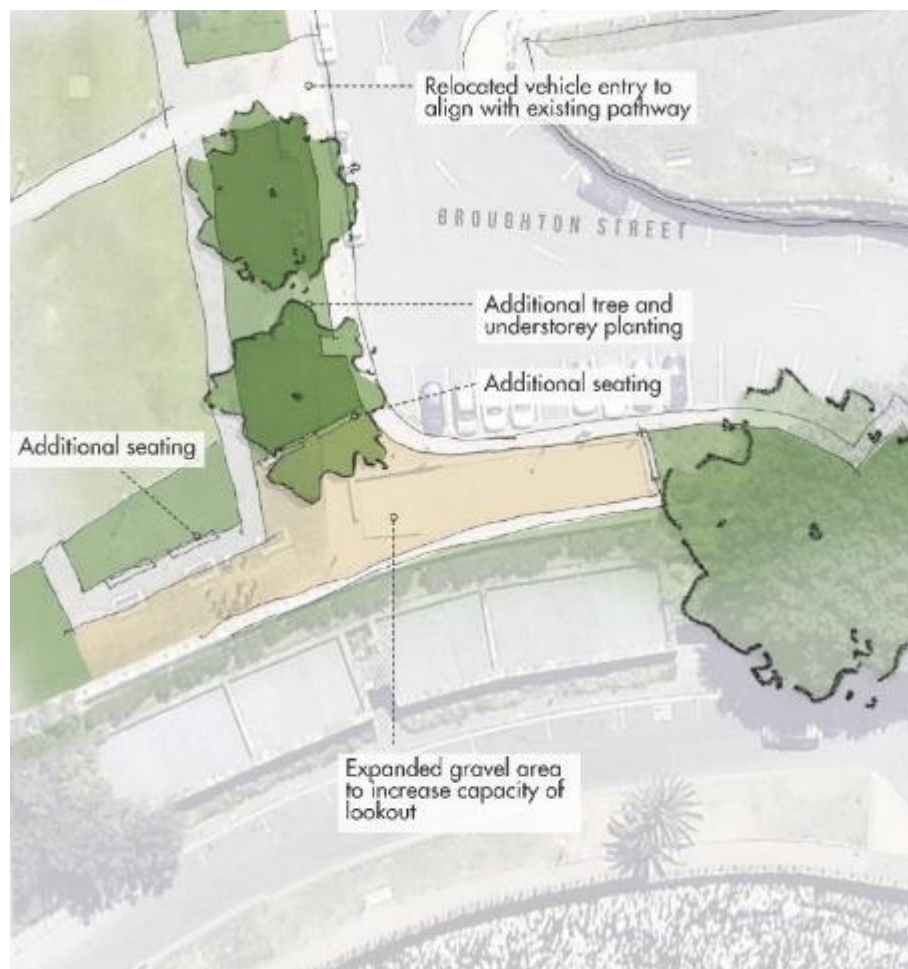 Relocated vehicle entry to
align with existing pathway
BROUGHTON STREET
Additional tree and
understorey planting
Additional seating
Additional seating
Expanded gravel area
to increase capacity of
lookout